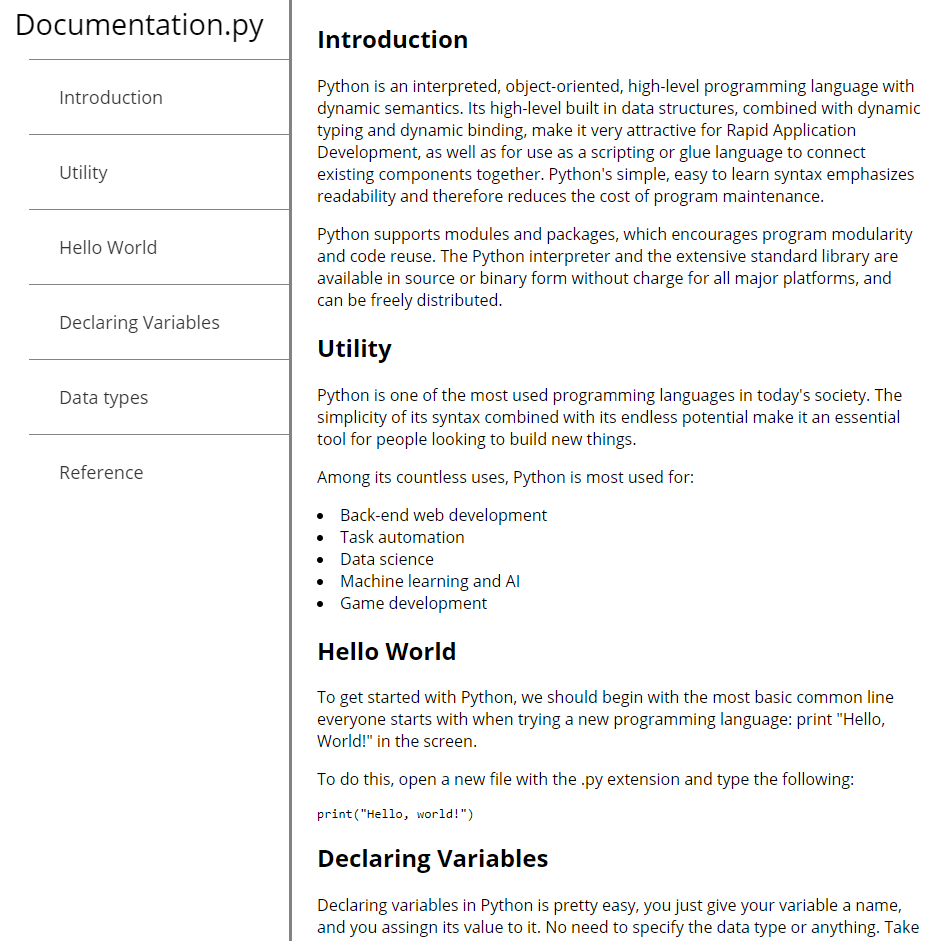 Documentation.py
Introduction
Utility
Hello World
Declaring Variables
Data types
Reference
Introduction
Python is an interpreted, object-oriented, high-level programming language with
dynamic semantics. Its high-level built in data structures, combined with dynamic
typing and dynamic binding, make it very attractive for Rapid Application
Development, as well as for use as a scripting or glue language to connect
existing components together. Python's simple, easy to learn syntax emphasizes
readability and therefore reduces the cost of program maintenance.
Python supports modules and packages, which encourages program modularity
and code reuse. The Python interpreter and the extensive standard library are
available in source or binary form without charge for all major platforms, and
can be freely distributed.
Utility
Python is one of the most used programming languages in today's society. The
simplicity of its syntax combined with its endless potential make it an essential
tool for people looking to build new things.
Among its countless uses, Python is most used for:
• Back-end web development
• Task automation
• Data science
• Machine learning and AI
• Game development
Hello World
To get started with Python, we should begin with the most basic common line
everyone starts with when trying a new programming language: print "Hello,
World!" in the screen.
To do this, open a new file with the .py extension and type the following:
print("Hello, world!")
Declaring Variables
Declaring variables in Python is pretty easy, you just give your variable a name,
and you assingn its value to it. No need to specify the data type or anything. Take